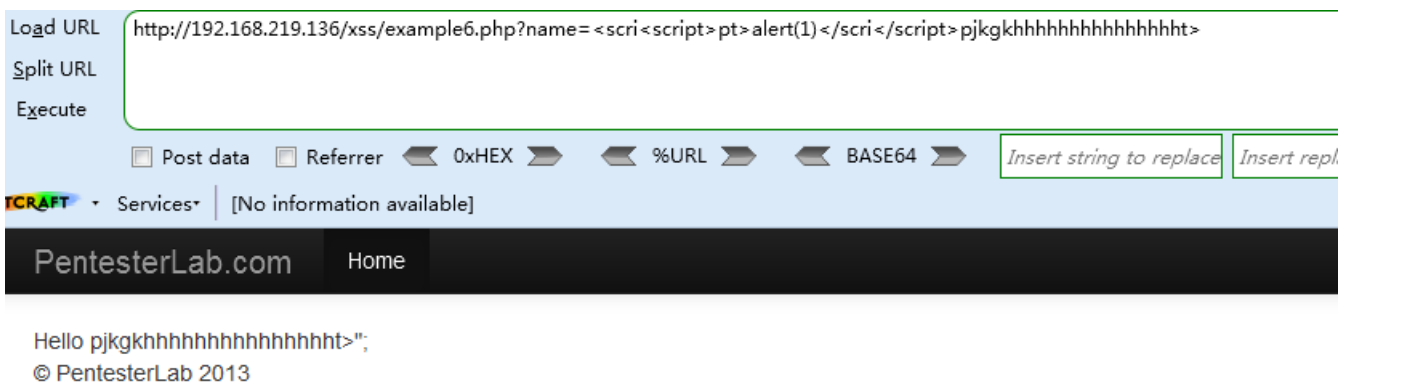 Load URL http://192.168.219.136/xss/example6.php?name=<scri<script>pt>alert(1)</scri</script>pjkgkhhhhhhhhhhhhhhhht>
Split URL
Execute
Post data Referrer 0xHEX %URL BASE64 Insert string to replace Insert repl
TCRAFT Services [No information available]
PentesterLab.com Home
Hello pjkgkhhhhhhhhhhhhhhhht>";
© PentesterLab 2013